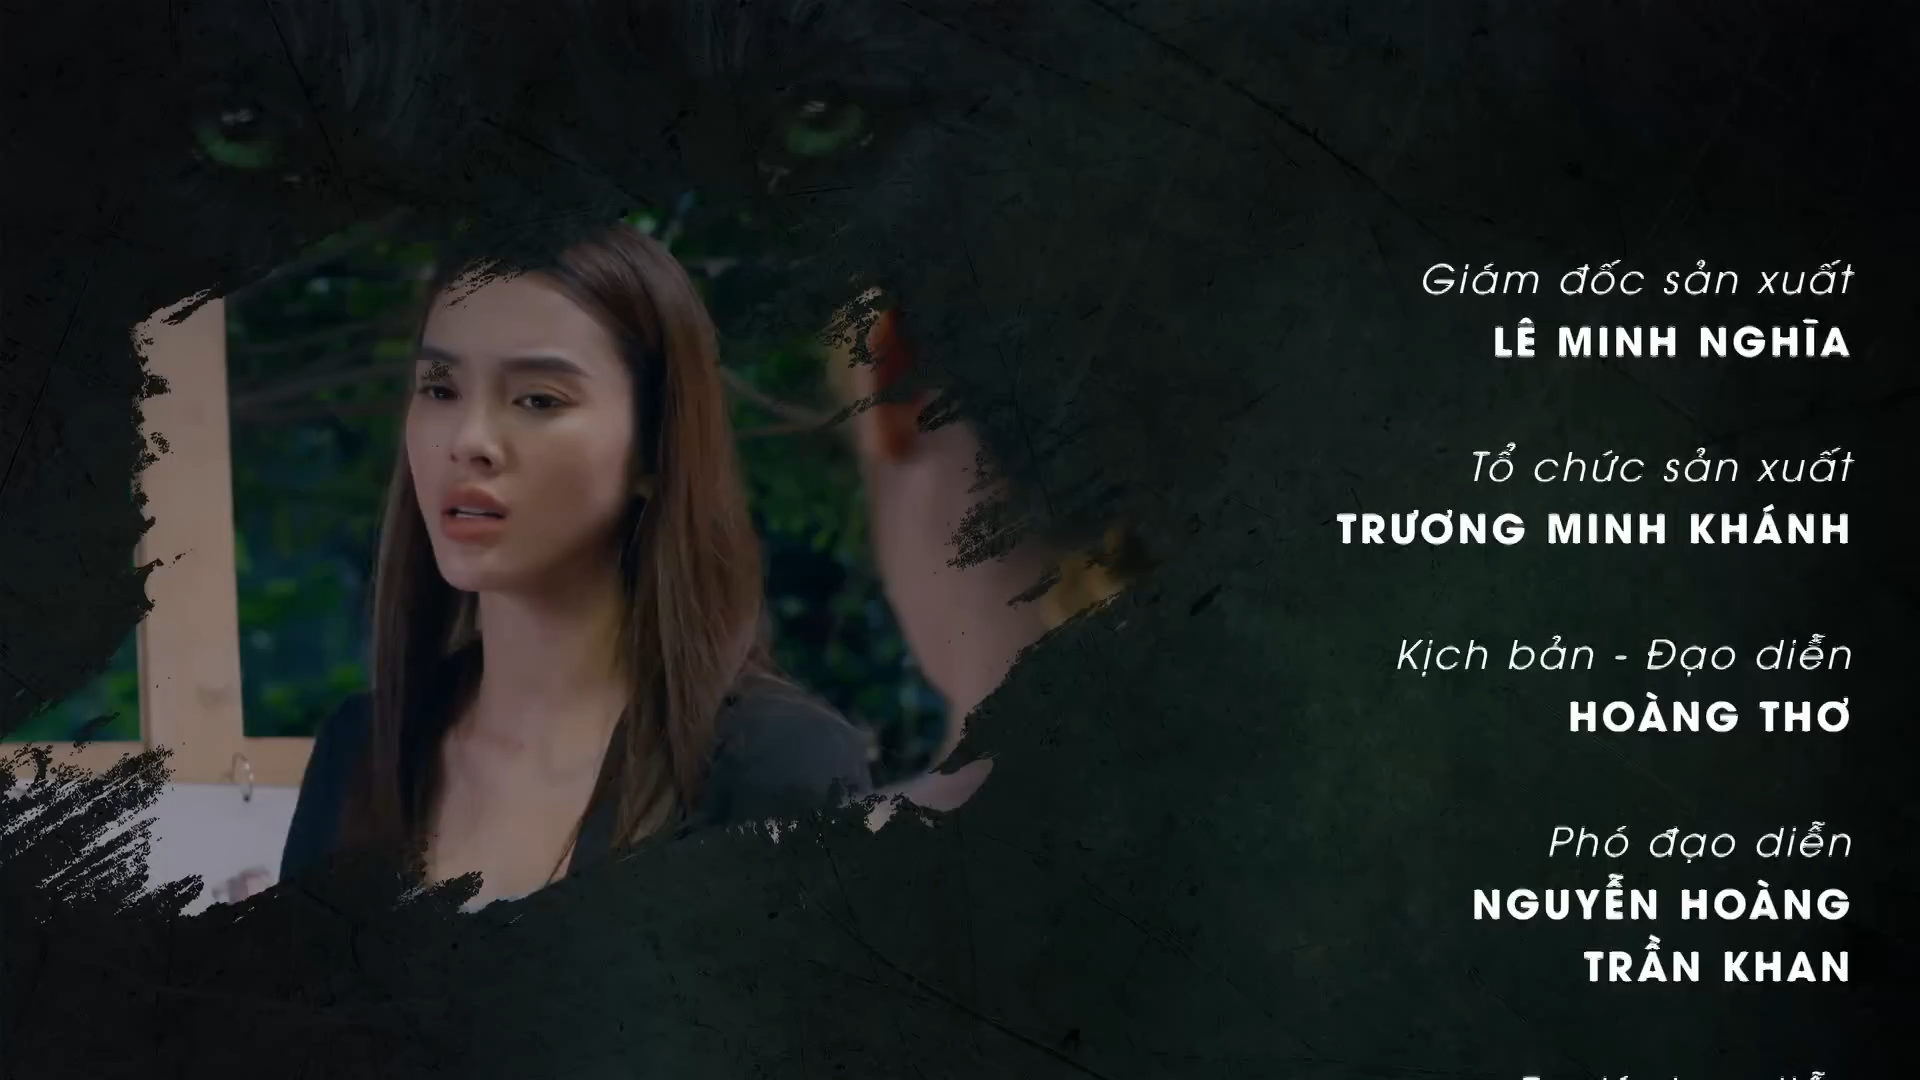 Giám đốc sản xuất
LÊ MINH NGHĨA
Tổ chức sản xuất
TRƯƠNG MINH KHÁNH
Kịch bản - Đạo diễn
HOÀNG THƠ
Phó đạo diễn
NGUYỄN HOÀNG
TRẦN KHAN